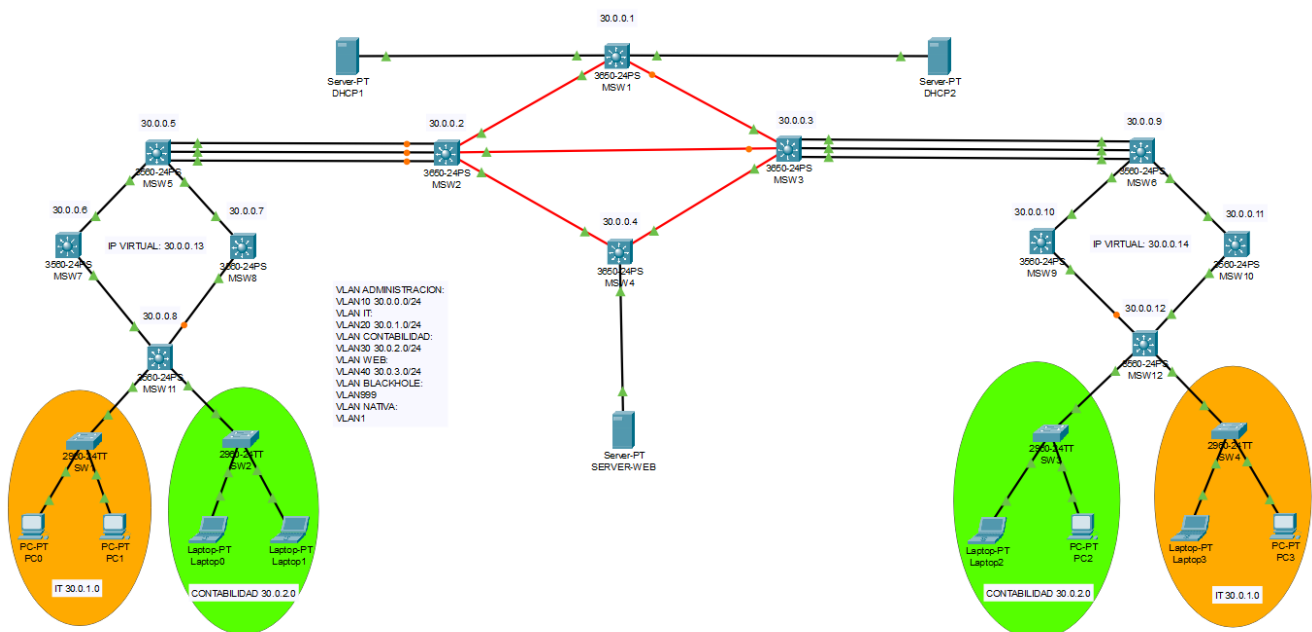 30.0.0.1
Server-PT
DHCP1
3650-24PS
MSW1
Server-PT
DHCP2
30.0.0.5
3560-24PS
MSW5
30.0.0.2
3650-24PS
MSW2
30.0.0.3
3650-24PS
MSW3
30.0.0.9
3560-24PS
MSW6
30.0.0.6
3560-24PS
MSW7
30.0.0.7
3560-24PS
MSW8
IP VIRTUAL: 30.0.0.13
30.0.0.4
3650-24PS
MSW4
30.0.0.10
3560-24PS
MSW9
30.0.0.11
3560-24PS
MSW10
IP VIRTUAL: 30.0.0.14
30.0.0.8
3560-24PS
MSW11
VLAN ADMINISTRACION:
VLAN10 30.0.0.0/24
VLAN IT:
VLAN20 30.0.1.0/24
VLAN CONTABILIDAD:
VLAN30 30.0.2.0/24
VLAN WEB:
VLAN40 30.0.3.0/24
VLAN BLACKHOLE:
VLAN999
VLAN NATIVA:
VLAN1
30.0.0.12
3560-24PS
MSW12
2960-24TT
SW1
2960-24TT
SW2
Server-PT
SERVER-WEB
2960-24TT
SW3
2960-24TT
SW4
PC-PT
PC0
PC-PT
PC1
Laptop-PT
Laptop0
Laptop-PT
Laptop1
Laptop-PT
Laptop2
PC-PT
PC2
Laptop-PT
Laptop3
PC-PT
PC3
IT 30.0.1.0
CONTABILIDAD 30.0.2.0
CONTABILIDAD 30.0.2.0
IT 30.0.1.0